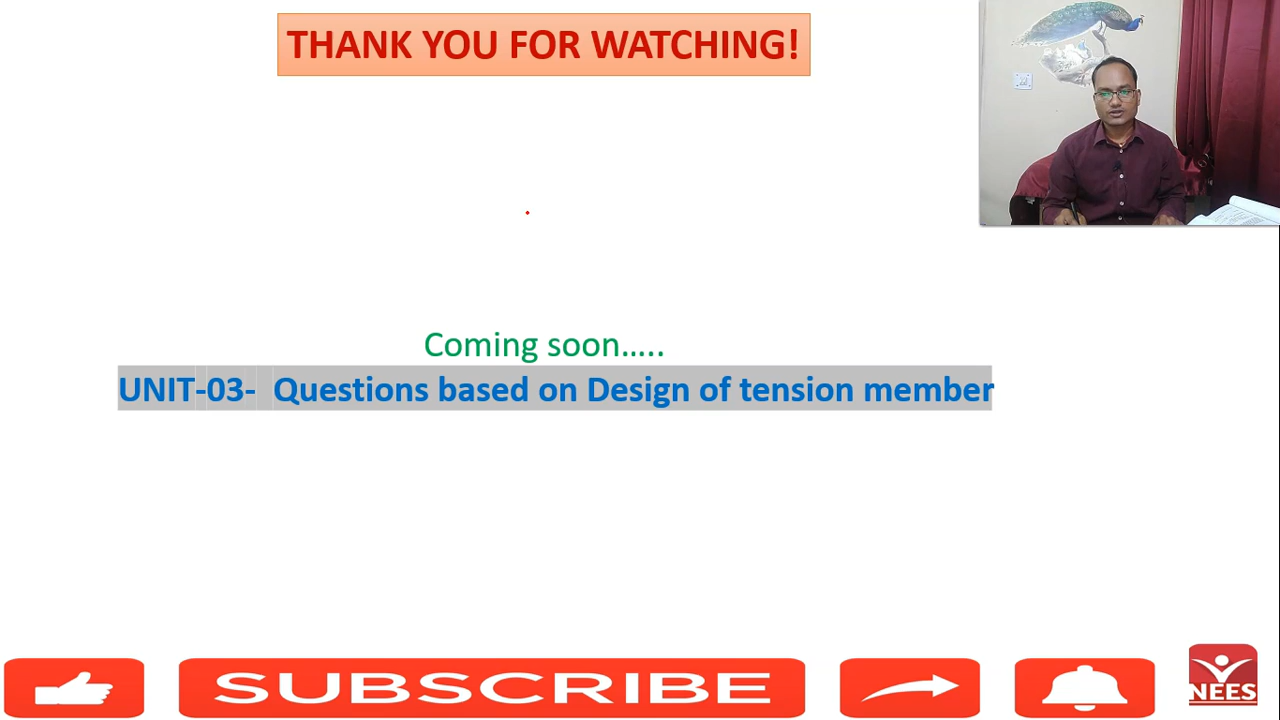 THANK YOU FOR WATCHING!
Coming soon.....
UNIT-03-  Questions based on Design of tension member
SUBSCRIBE
NEES